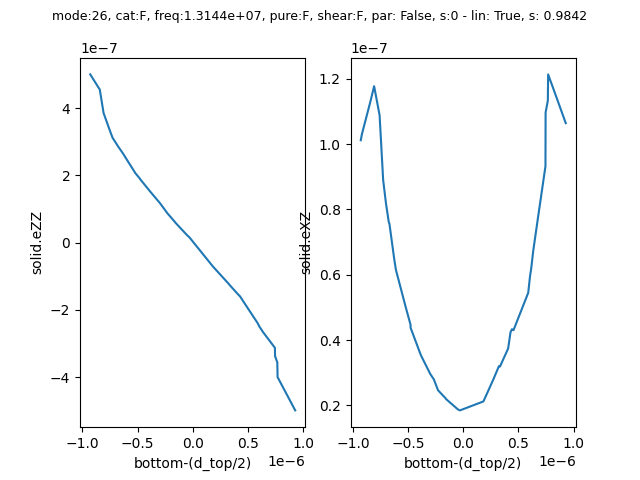 mode:26, cat:F, freq:1.3144e+07, pure:F, shear:F, par: False, s:0 - lin: True, s: 0.9842
1e−7
4
2
0
−2
−4
solid.eZZ
−1.0 −0.5 0.0 0.5 1.0
bottom-(d_top/2) 1e−6
1e−7
1.2
1.0
0.8
0.6
0.4
0.2
solid.eXZ
−1.0 −0.5 0.0 0.5 1.0
bottom-(d_top/2) 1e−6